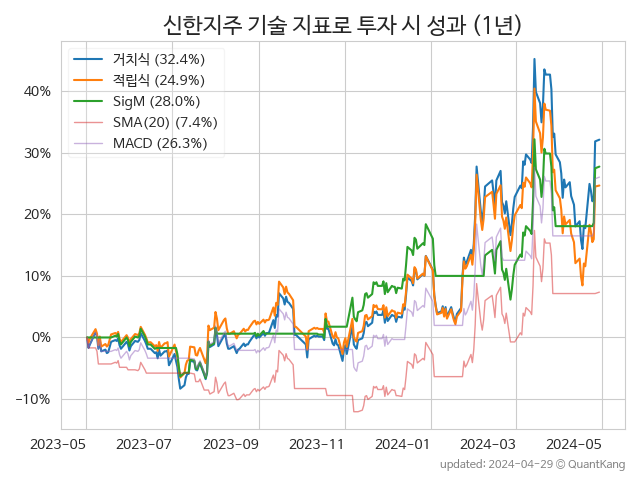 신한지주 기술 지표로 투자 시 성과 (1년)
거치식 (32.4%)
적립식 (24.9%)
SigM (28.0%)
SMA(20) (7.4%)
MACD (26.3%)
40%
30%
20%
10%
0%
−10%
2023-05 2023-07 2023-09 2023-11 2024-01 2024-03 2024-05
updated: 2024-04-29 © QuantKang